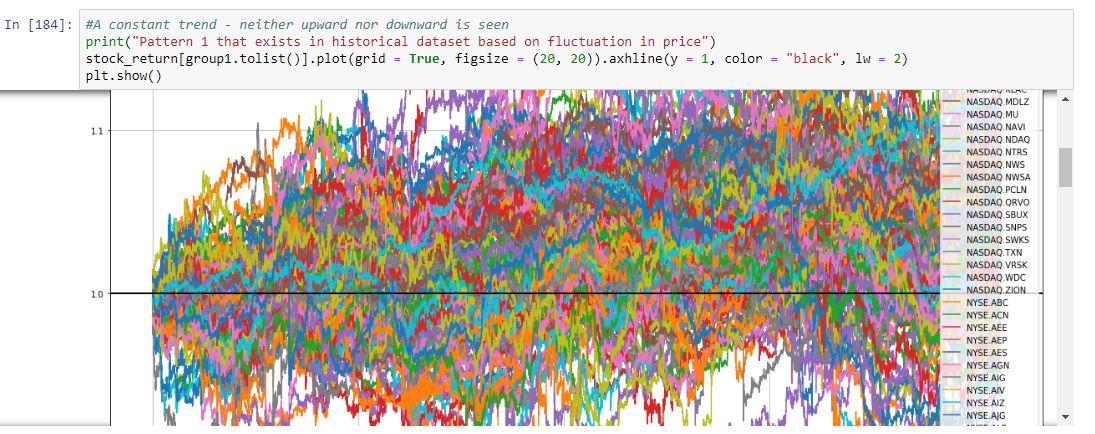 In [184]:
#A constant trend - neither upward nor downward is seen
print("Pattern 1 that exists in historical dataset based on fluctuation in price")
stock_return[group1.tolist()].plot(grid = True, figsize = (20, 20)).axhline(y = 1, color = "black", lw = 2)
plt.show()
1.1
1.0
NASDAQ.KLAC
NASDAQ.MDLZ
NASDAQ.MU
NASDAQ.NAVI
NASDAQ.NDAQ
NASDAQ.NTRS
NASDAQ.NWS
NASDAQ.NWSA
NASDAQ.PCLN
NASDAQ.QRVO
NASDAQ.SBUX
NASDAQ.SNPS
NASDAQ.SWKS
NASDAQ.TXN
NASDAQ.VRSK
NASDAQ.WDC
NASDAQ.ZION
NYSE.ABC
NYSE.ACN
NYSE.AEE
NYSE.AEP
NYSE.AES
NYSE.AGN
NYSE.AIG
NYSE.AIV
NYSE.AIZ
NYSE.AJG